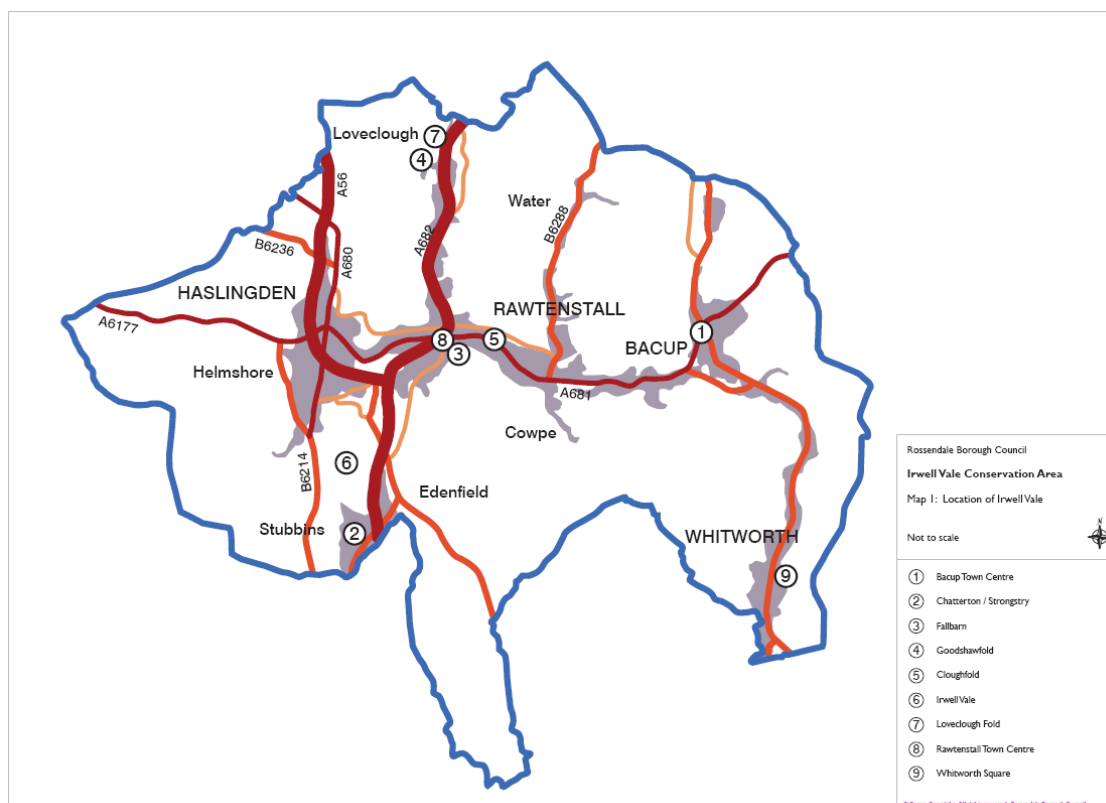 Loveclough
7
4
A56
Water
A682
B6288
B6236
A680
HASLINGDEN
RAWTENSTALL
A6177
8
5
3
1
BACUP
Helmshore
A681
Cowpe
6
B6214
Edenfield
Stubbins
2
WHITWORTH
9
Rossendale Borough Council
Irwell Vale Conservation Area
Map 1: Location of Irwell Vale
Not to scale
N
1 Bacup Town Centre
2 Chatterton / Strongstry
3 Fallbarn
4 Goodshawfold
5 Cloughfold
6 Irwell Vale
7 Loveclough Fold
8 Rawtenstall Town Centre
9 Whitworth Square